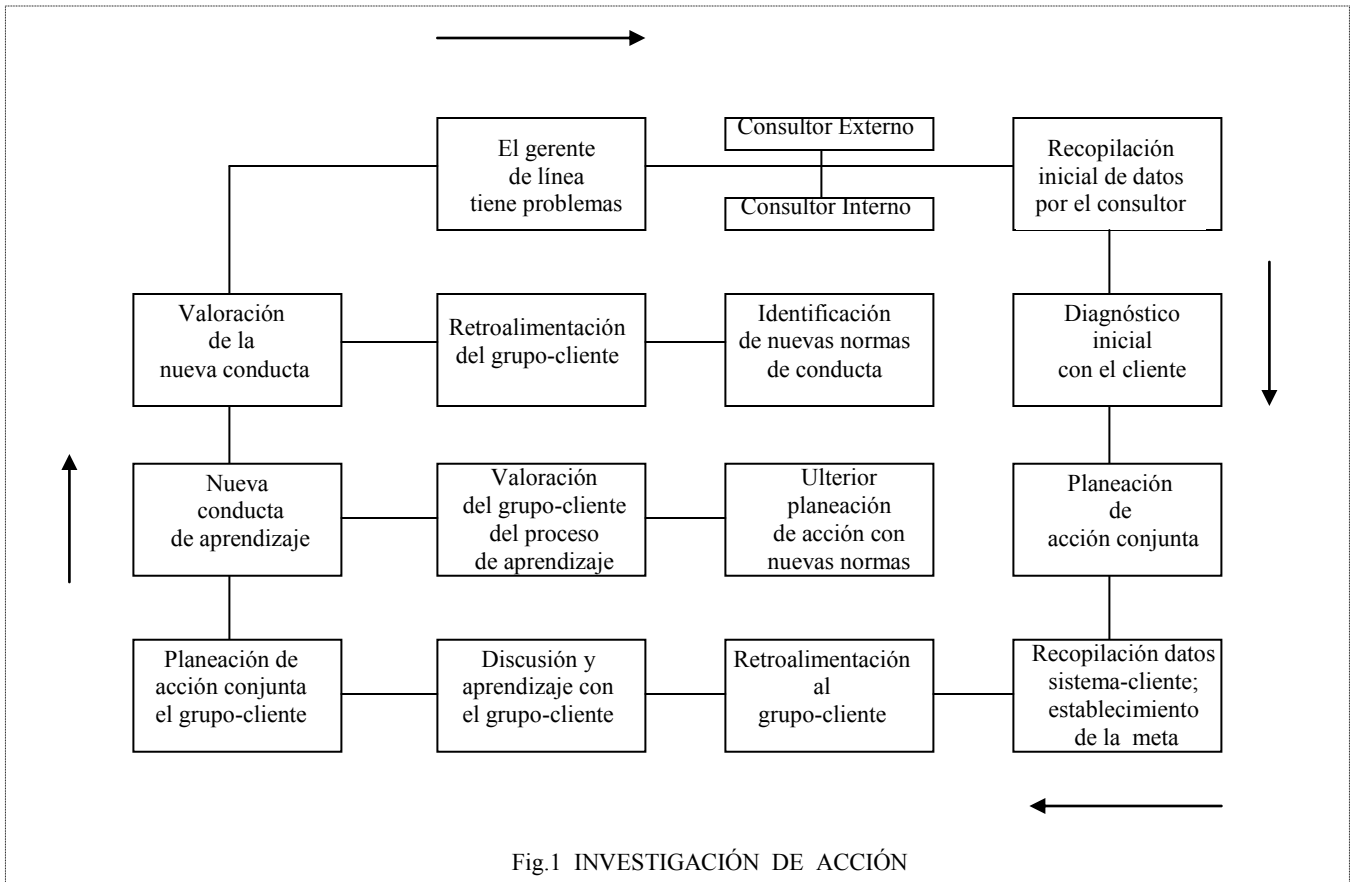 El gerente
de línea
tiene problemas
Consultor Externo
Consultor Interno
Recopilación
inicial de datos
por el consultor
Valoración
de la
nueva conducta
Retroalimentación
del grupo-cliente
Identificación
de nuevas normas
de conducta
Diagnóstico
inicial
con el cliente
Nueva
conducta
de aprendizaje
Valoración
del grupo-cliente
del proceso
de aprendizaje
Ulterior
planeación
de acción con
nuevas normas
Planeación
de
acción conjunta
Planeación de
acción conjunta
el grupo-cliente
Discusión y
aprendizaje con
el grupo-cliente
Retroalimentación
al
grupo-cliente
Recopilación datos
sistema-cliente;
establecimiento
de la meta
Fig.1 INVESTIGACIÓN DE ACCIÓN